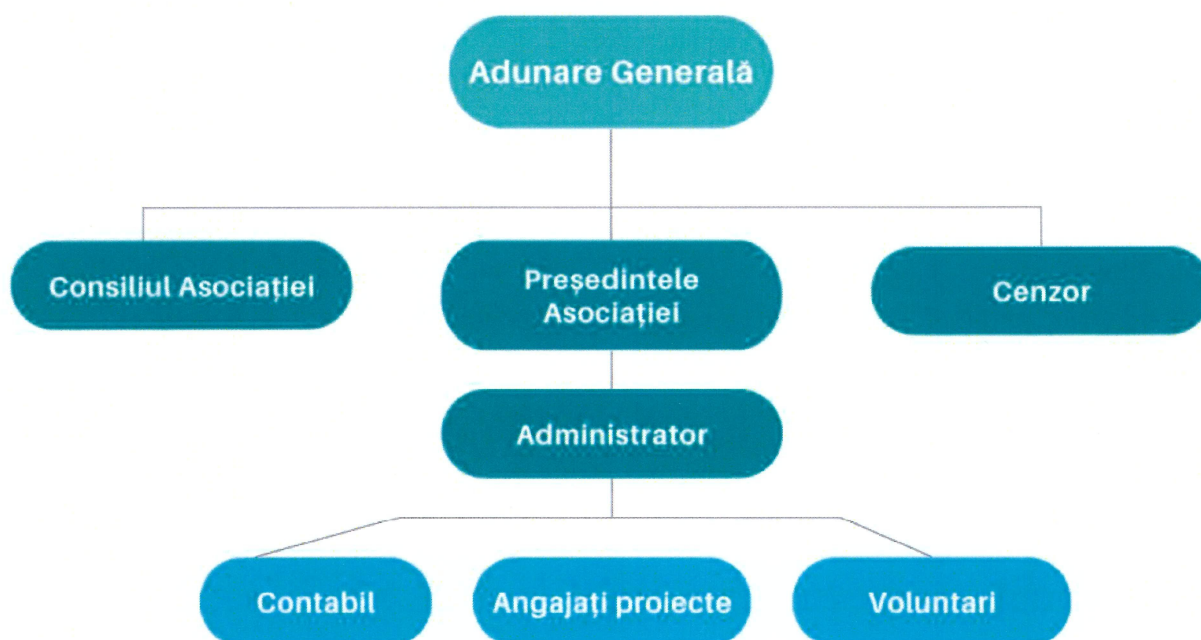 Adunare Generală
Consiliul Asociației
Președintele
Asociației
Cenzor
Administrator
Contabil
Angajați proiecte
Voluntari